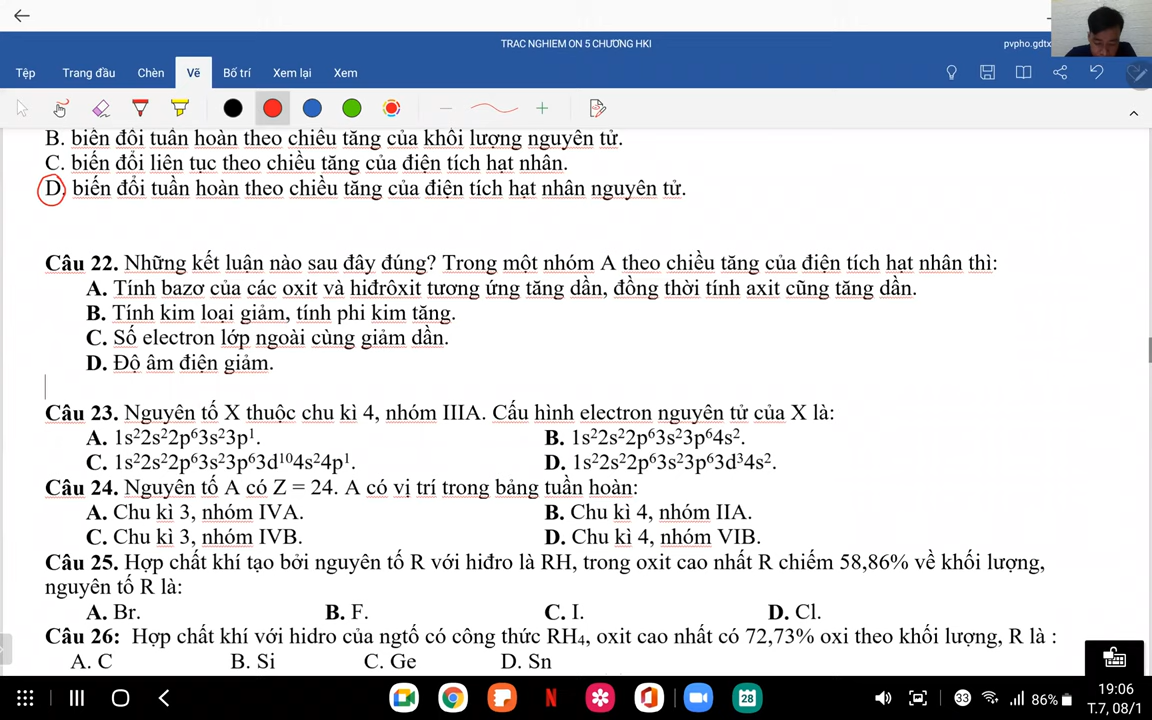 TRAC NGHIEM ON 5 CHƯƠNG HKI
pvpho.gdtx
Tệp Trang đầu Chèn Vẽ Bố trí Xem lại Xem
B. biến đổi tuần hoàn theo chiều tăng của khối lượng nguyên tử.
C. biến đổi liên tục theo chiều tăng của điện tích hạt nhân.
D. biến đổi tuần hoàn theo chiều tăng của điện tích hạt nhân nguyên tử.
Câu 22. Những kết luận nào sau đây đúng? Trong một nhóm A theo chiều tăng của điện tích hạt nhân thì:
A. Tính bazơ của các oxit và hiđrôxit tương ứng tăng dần, đồng thời tính axit cũng tăng dần.
B. Tính kim loại giảm, tính phi kim tăng.
C. Số electron lớp ngoài cùng giảm dần.
D. Độ âm điện giảm.
Câu 23. Nguyên tố X thuộc chu kì 4, nhóm IIIA. Cấu hình electron nguyên tử của X là:
A. 1s²2s²2p⁶3s²3p¹. B. 1s²2s²2p⁶3s²3p⁶4s².
C. 1s²2s²2p⁶3s²3p⁶3d¹⁰4s²4p¹. D. 1s²2s²2p⁶3s²3p⁶3d³4s².
Câu 24. Nguyên tố A có Z = 24. A có vị trí trong bảng tuần hoàn:
A. Chu kì 3, nhóm IVA. B. Chu kì 4, nhóm IIA.
C. Chu kì 3, nhóm IVB. D. Chu kì 4, nhóm VIB.
Câu 25. Hợp chất khí tạo bởi nguyên tố R với hiđro là RH, trong oxit cao nhất R chiếm 58,86% về khối lượng,
nguyên tố R là:
A. Br. B. F. C. I. D. Cl.
Câu 26: Hợp chất khí với hidro của ngtố có công thức RH₄, oxit cao nhất có 72,73% oxi theo khối lượng, R là :
A. C B. Si C. Ge D. Sn
28 33 86% 19:06
T.7, 08/1